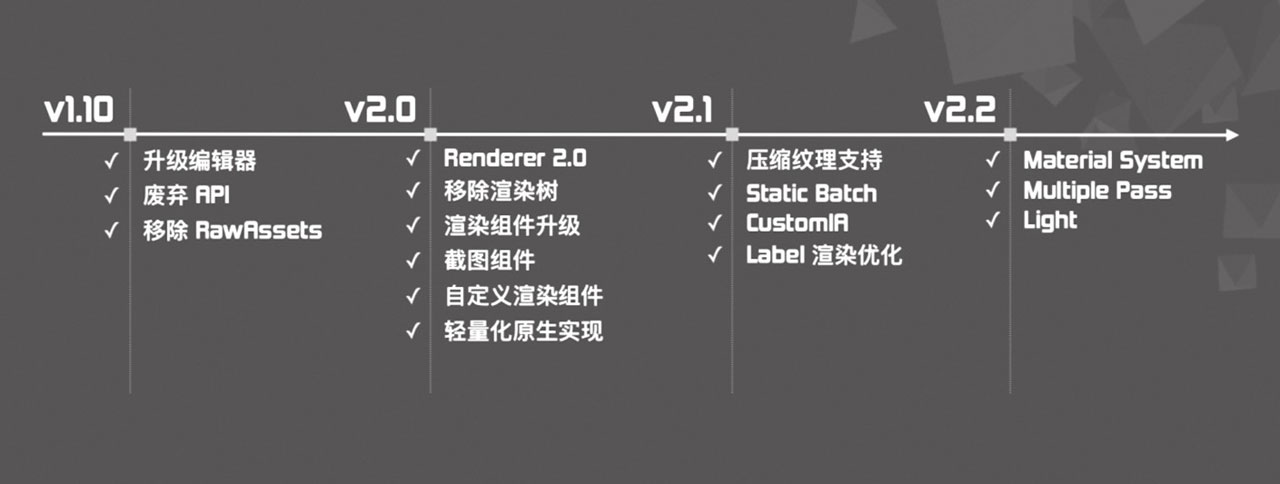 v1.10
√ 升级编辑器
√ 废弃 API
√ 移除 RawAssets
v2.0
√ Renderer 2.0
√ 移除渲染树
√ 渲染组件升级
√ 截图组件
√ 自定义渲染组件
√ 轻量化原生实现
v2.1
√ 压缩纹理支持
√ Static Batch
√ CustomIA
√ Label 渲染优化
v2.2
√ Material System
√ Multiple Pass
√ Light